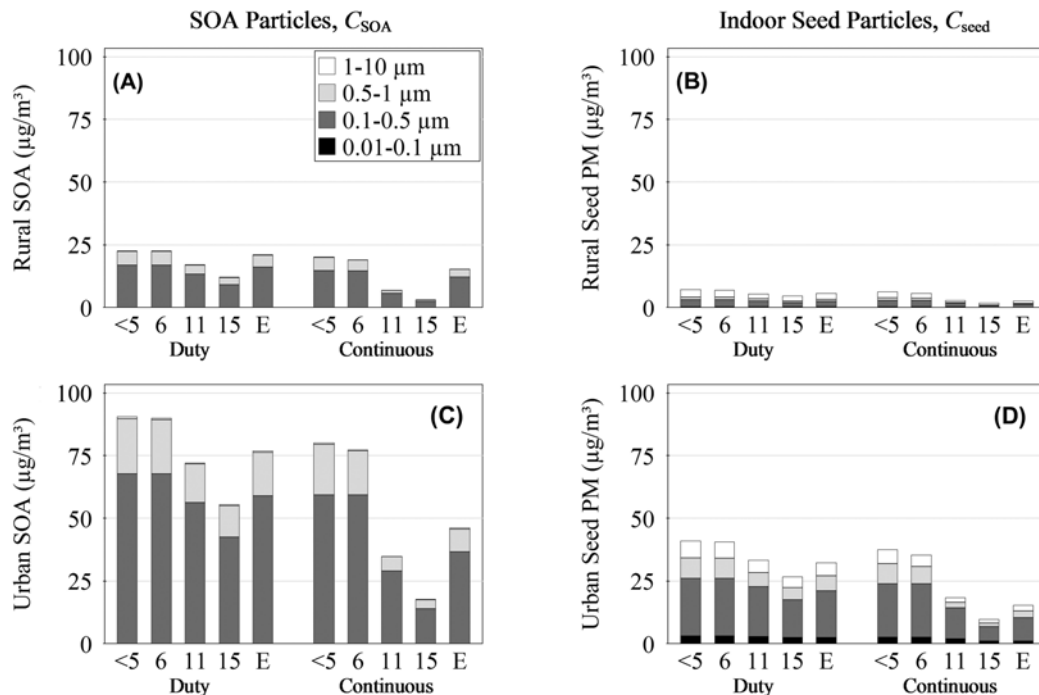 SOA Particles, C_SOA
Indoor Seed Particles, C_seed
Rural SOA (µg/m³)
100
75
50
25
0
(A)
1-10 µm
0.5-1 µm
0.1-0.5 µm
0.01-0.1 µm
<5 6 11 15 E <5 6 11 15 E
Duty Continuous
Rural Seed PM (µg/m³)
100
75
50
25
0
(B)
<5 6 11 15 E <5 6 11 15 E
Duty Continuous
Urban SOA (µg/m³)
100
75
50
25
0
(C)
<5 6 11 15 E <5 6 11 15 E
Duty Continuous
Urban Seed PM (µg/m³)
100
75
50
25
0
(D)
<5 6 11 15 E <5 6 11 15 E
Duty Continuous